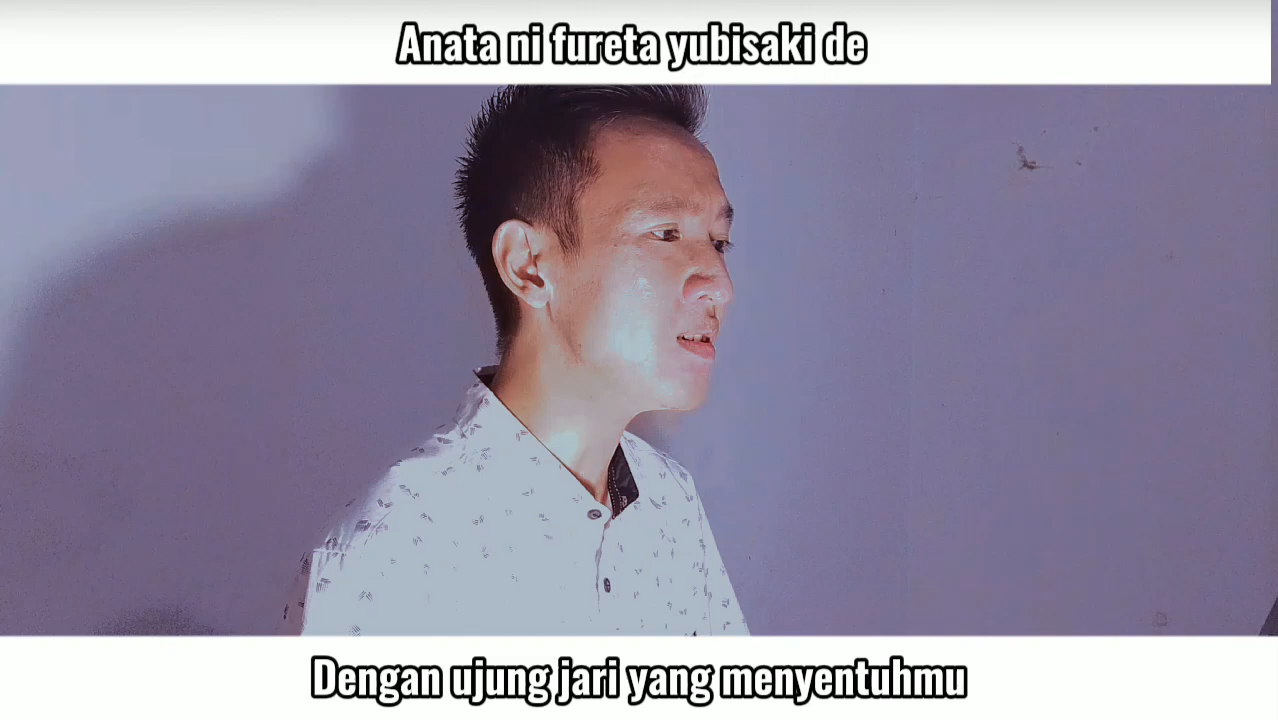 Anata ni fureta yubisaki de
Dengan ujung jari yang menyentuhmu